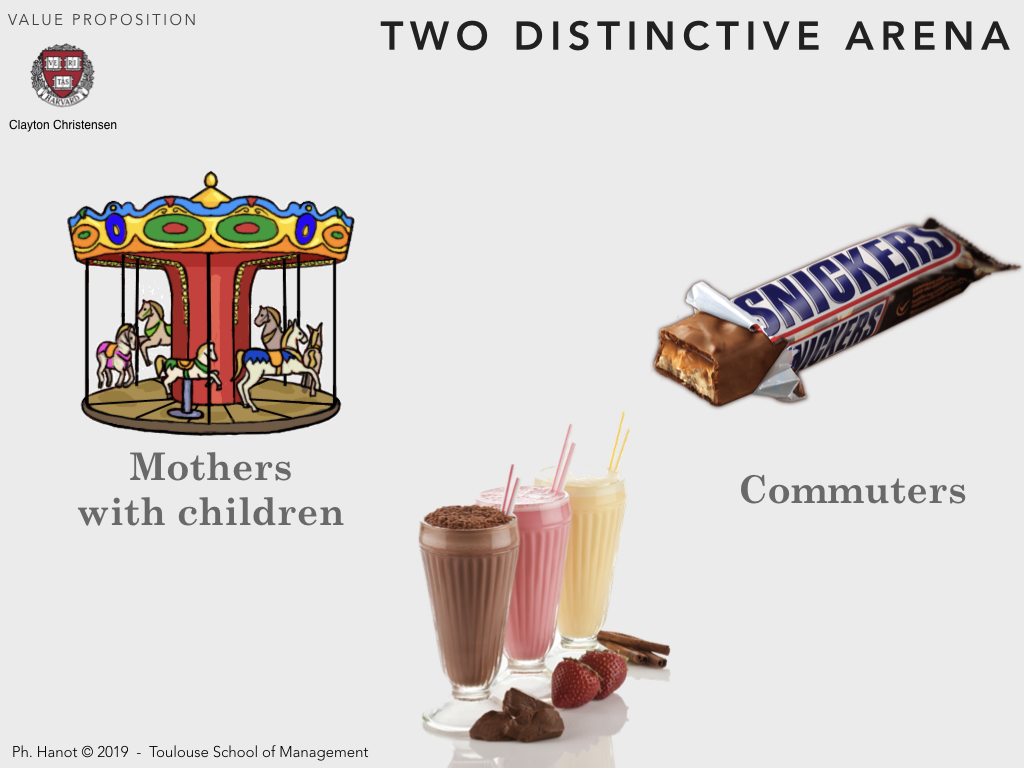 VALUE PROPOSITION
TWO DISTINCTIVE ARENA
VE RI
TAS
HARVARD
Clayton Christensen
SNICKERS
SNICKERS
Mothers
with children
Commuters
Ph. Hanot © 2019 - Toulouse School of Management